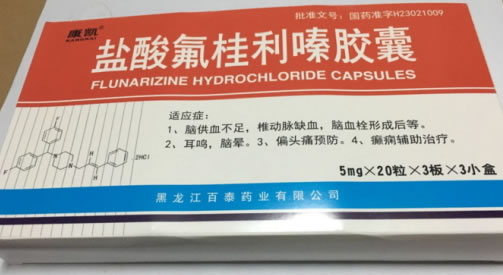 批准文号：国药准字H23021009
康凯
盐酸氟桂利嗪胶囊
FLUNARIZINE HYDROCHLORIDE CAPSULES
适应症：
1、脑供血不足，椎动脉缺血，脑血栓形成后等。
2、耳鸣，脑晕。3、偏头痛预防。4、癫痫辅助治疗。
F
2HCl
5mg×20粒×3板×3小盒
黑龙江百泰药业有限公司